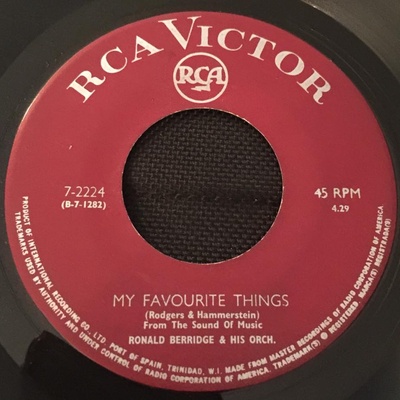 RCA VICTOR
RCA
7-2224
(B-7-1282)
45 RPM
4.29
MY FAVOURITE THINGS
(Rodgers & Hammerstein)
From The Sound Of Music
RONALD BERRIDGE & HIS ORCH.
PRODUCT OF INTERNATIONAL RECORDING CO LTD PORT OF SPAIN, TRINIDAD, W.I. MADE FROM MASTER RECORDINGS OF RADIO CORPORATION OF AMERICA
TRADEMARKS USED BY AUTHORITY AND UNDER CONTROL OF RADIO CORPORATION OF AMERICA. ® REGISTERED, MARCA(S) REGISTRADA(S)